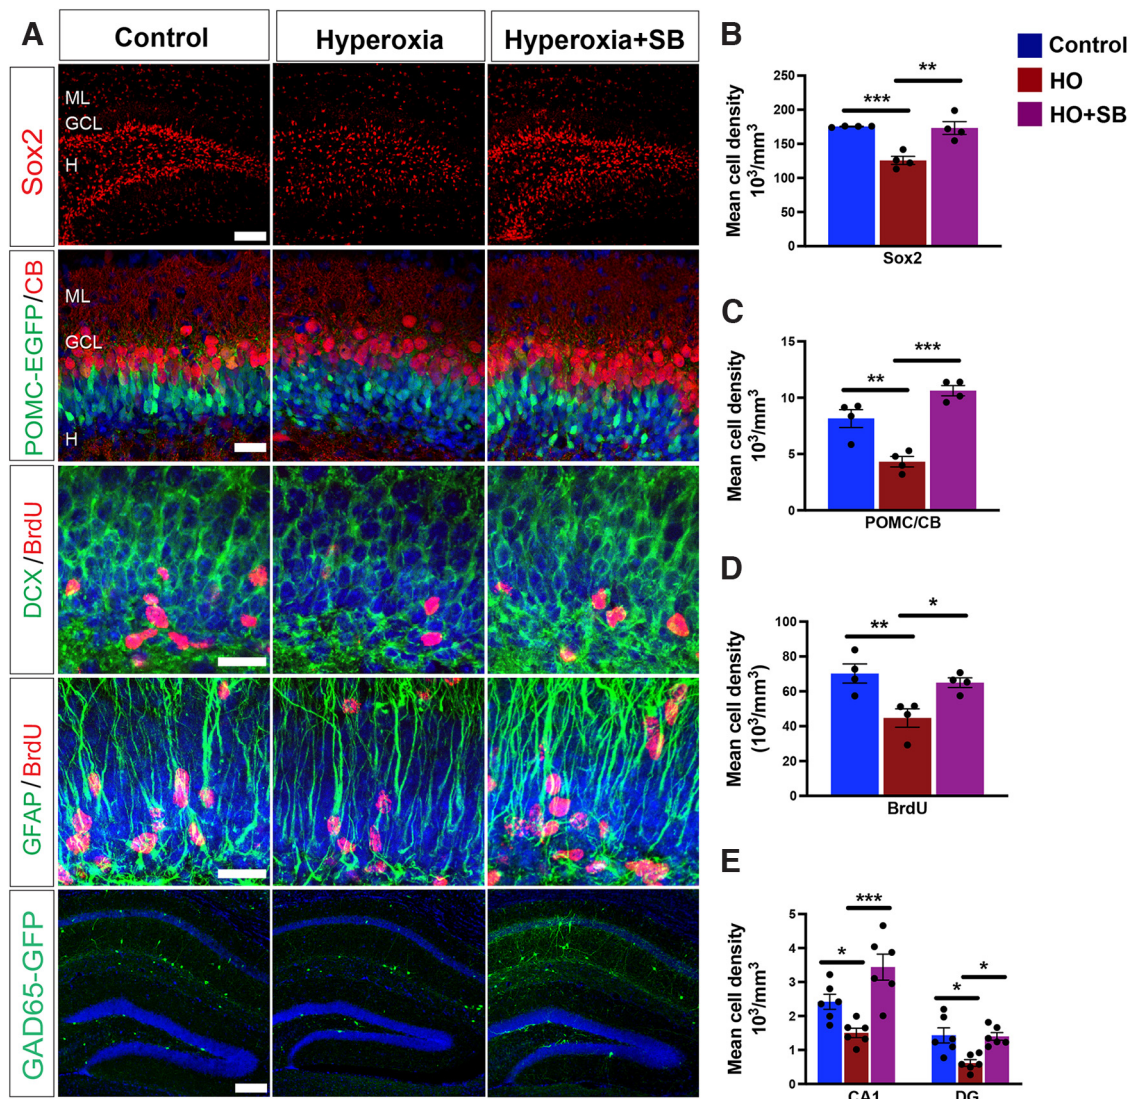 A
Control
Hyperoxia
Hyperoxia+SB
Sox2
ML
GCL
H
POMC-EGFP/CB
ML
GCL
H
DCX/BrdU
GFAP/BrdU
GAD65-GFP
B
Control
HO
HO+SB
Mean cell density
10³/mm³
250
200
150
100
50
0
***
**
Sox2
C
Mean cell density
10³/mm³
15
10
5
0
**
***
POMC/CB
D
Mean cell density
(10³/mm³)
100
80
60
40
20
0
**
*
BrdU
E
Mean cell density
10³/mm³
5
4
3
2
1
0
*
***
*
*
CA1
DG